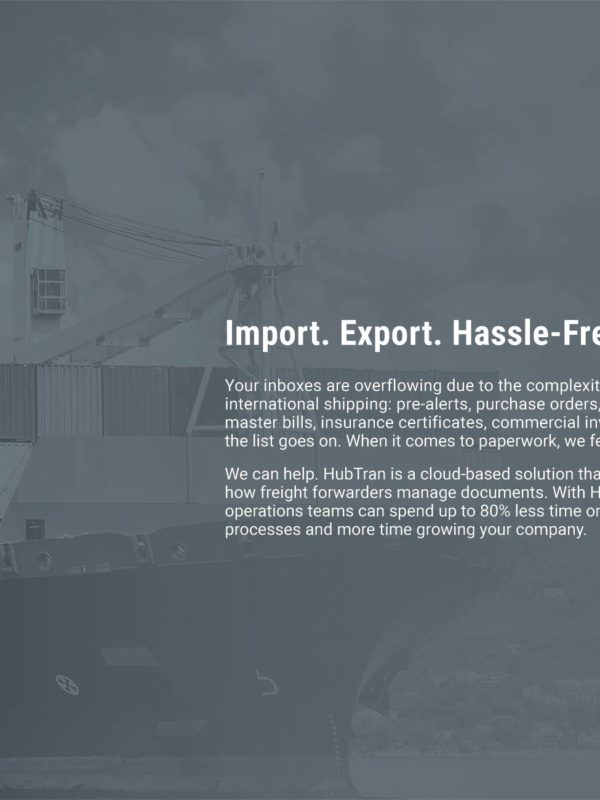 Import. Export. Hassle-Fre
Your inboxes are overflowing due to the complexit
international shipping: pre-alerts, purchase orders,
master bills, insurance certificates, commercial inv
the list goes on. When it comes to paperwork, we fe
We can help. HubTran is a cloud-based solution tha
how freight forwarders manage documents. With H
operations teams can spend up to 80% less time on
processes and more time growing your company.